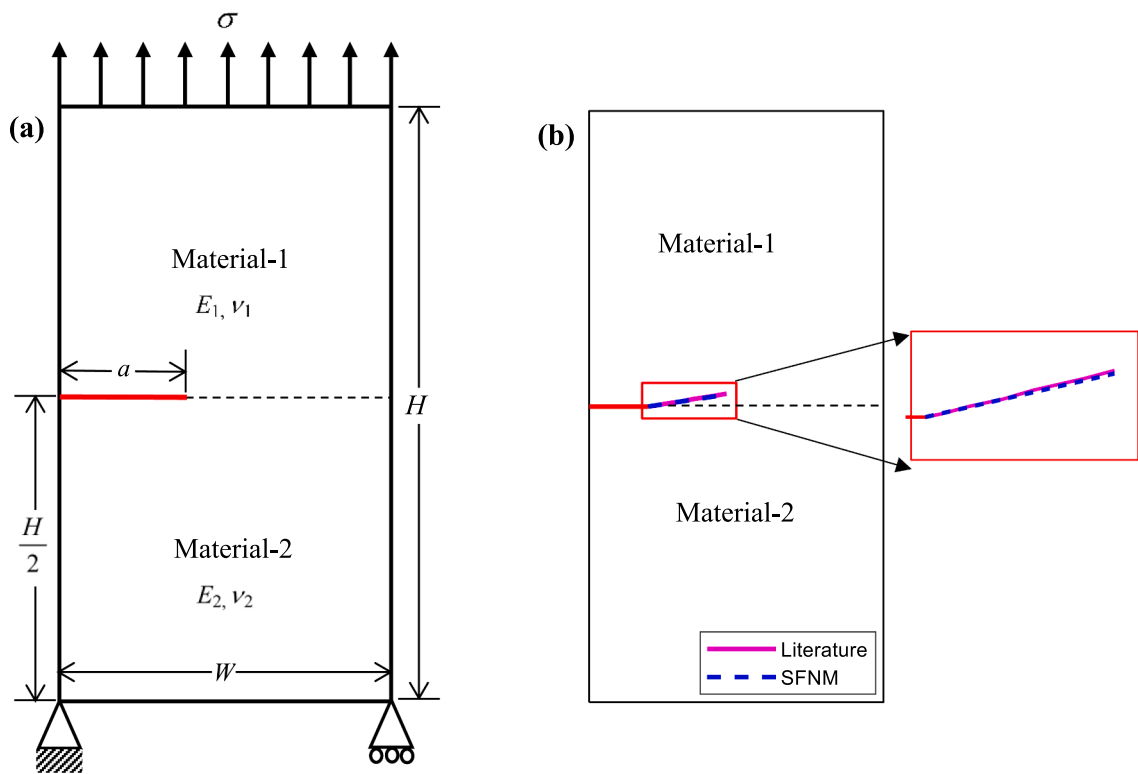 σ
(a)
Material-1
E₁, ν₁
a
H
H
2
Material-2
E₂, ν₂
W
(b)
Material-1
Material-2
Literature
SFNM